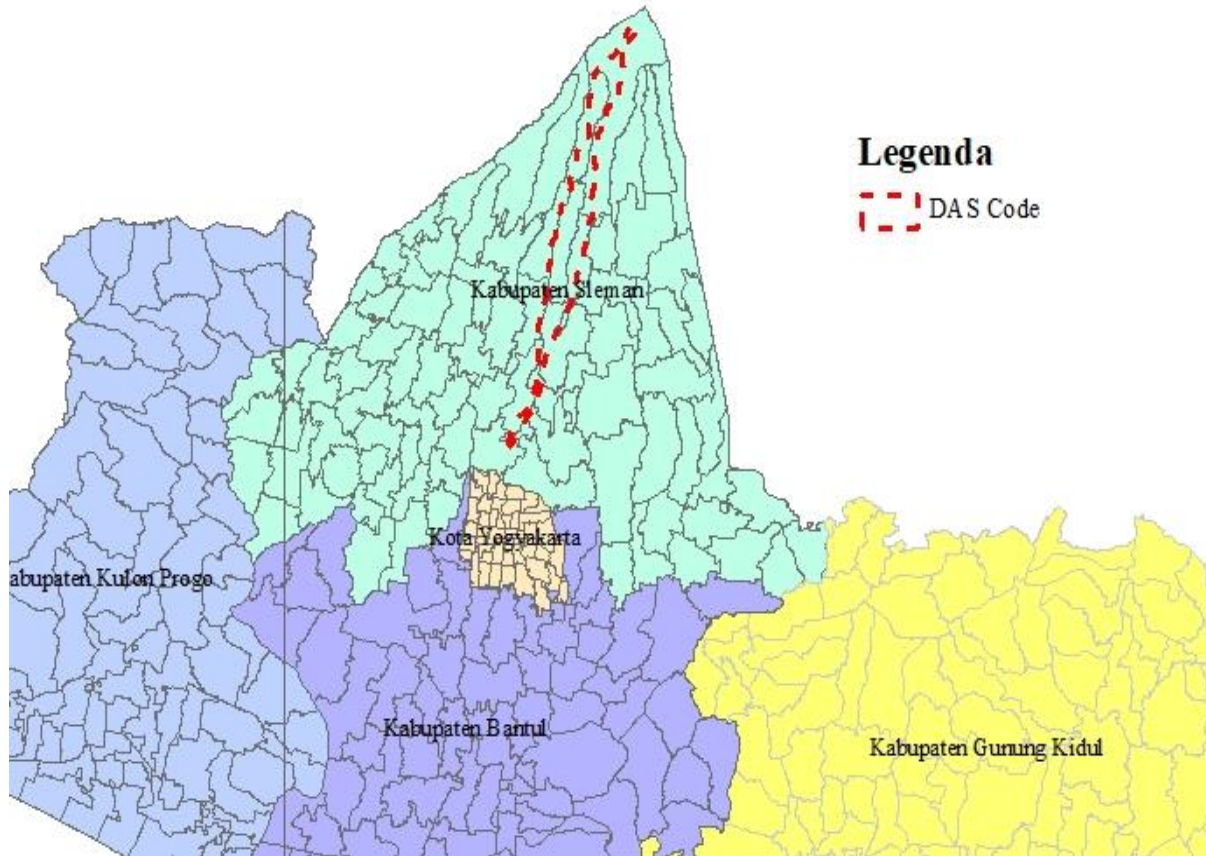 Legenda
DAS Code
Kabupaten Sleman
Kota Yogyakarta
abupaten Kulon Progo
Kabupaten Bantul
Kabupaten Gunung Kidul